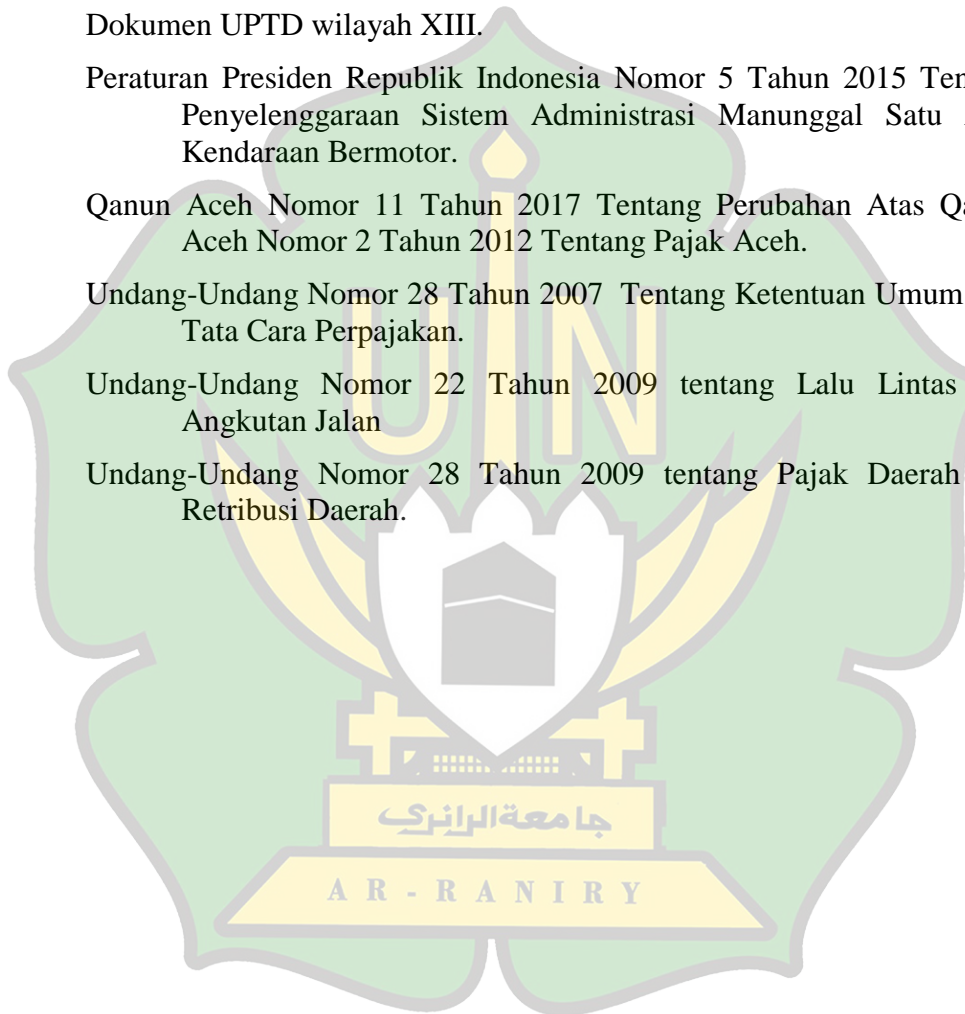 Dokumen UPTD wilayah XIII.
Peraturan Presiden Republik Indonesia Nomor 5 Tahun 2015
Penyelenggaraan Sistem Administrasi Manunggal Satu
Kendaraan Bermotor.
Qanun Aceh Nomor 11 Tahun 2017 Tentang Perubahan Atas
Aceh Nomor 2 Tahun 2012 Tentang Pajak Aceh.
Undang-Undang Nomor 28 Tahun 2007 Tentang Ketentuan Umum
Tata Cara Perpajakan.
Undang-Undang Nomor 22 Tahun 2009 tentang Lalu Lintas
Angkutan Jalan
Undang-Undang Nomor 28 Tahun 2009 tentang Pajak Daerah
Retribusi Daerah.
UIN
جامعة الرانري
AR-RANIRY